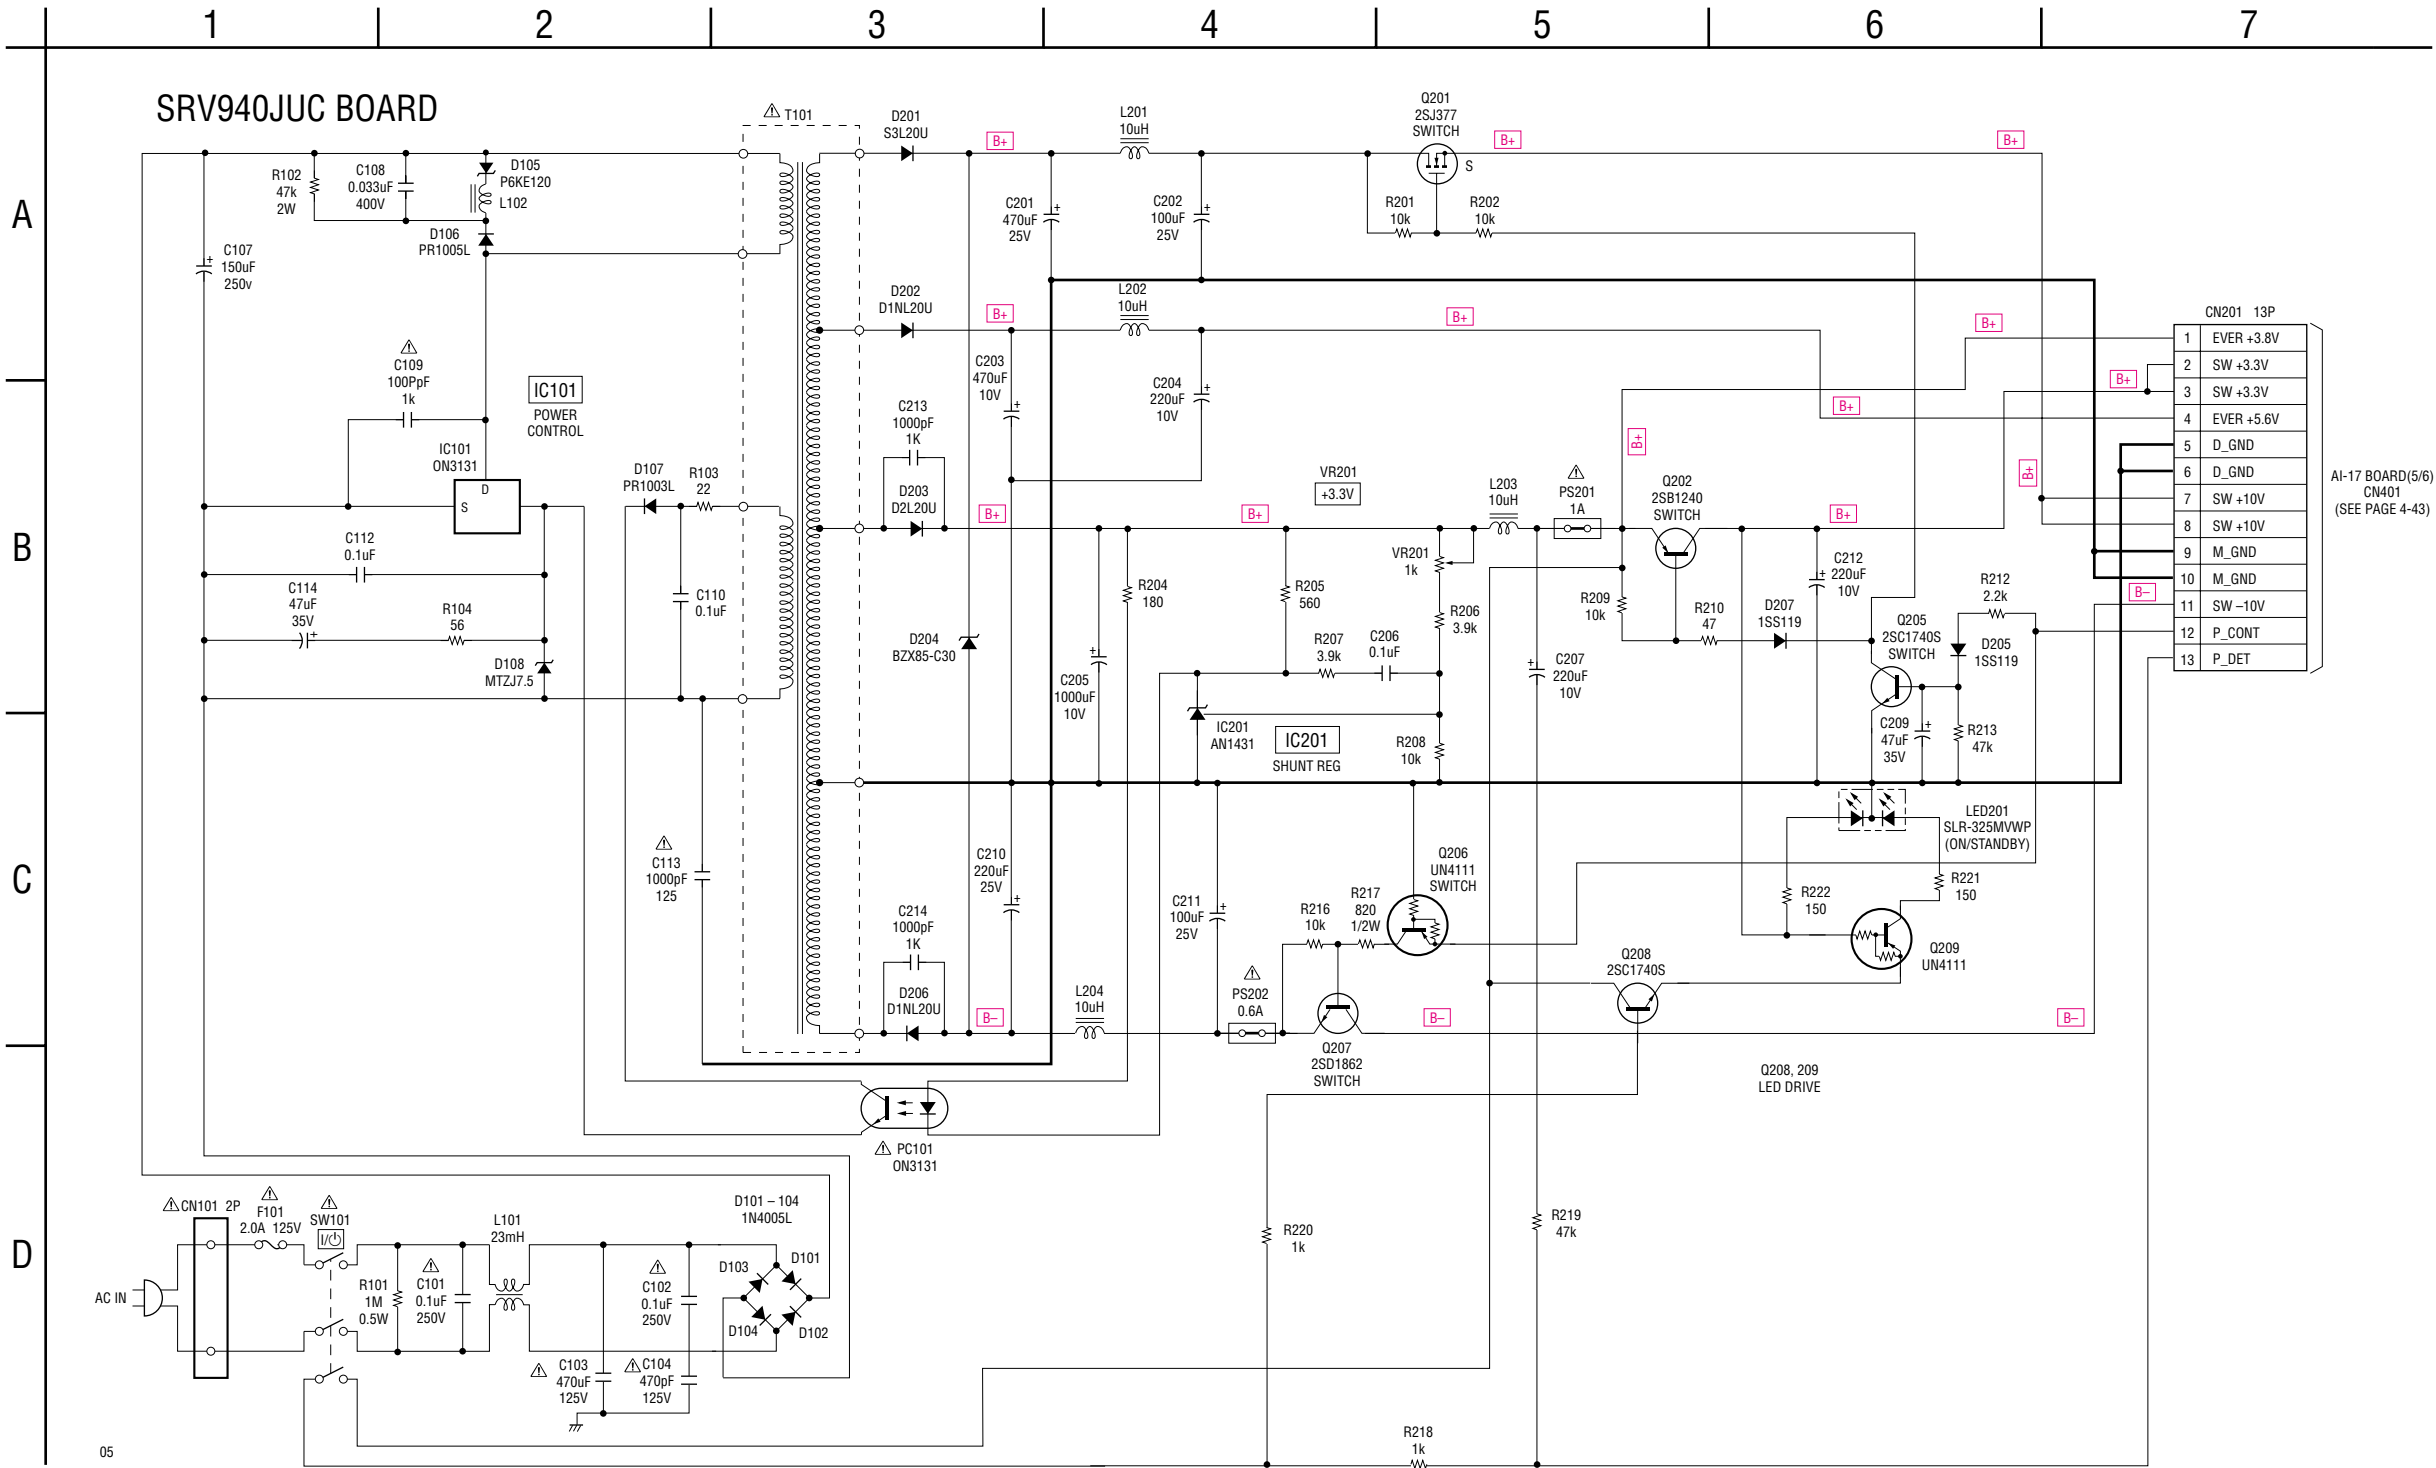 1 2 3 4 5 6 7
A
B
C
D
SRV940JUC BOARD
R102
47k
2W
C108
0.033uF
400V
D105
P6KE120
L102
D106
PR1005L
C107
150uF
250v
C109
100PpF
1k
IC101
POWER
CONTROL
IC101
ON3131
D
S
D107
PR1003L
R103
22
C112
0.1uF
C114
47uF
35V
R104
56
D108
MTZJ7.5
C110
0.1uF
C113
1000pF
125
T101
D201
S3L20U
B+
D202
D1NL20U
B+
C201
470uF
25V
C203
470uF
10V
C213
1000pF
1K
D203
D2L20U
B+
D204
BZX85-C30
C205
1000uF
10V
C210
220uF
25V
C214
1000pF
1K
D206
D1NL20U
B–
PC101
ON3131
L201
10uH
C202
100uF
25V
L202
10uH
C204
220uF
10V
R204
180
B+
R205
560
VR201
+3.3V
VR201
1k
R206
3.9k
R207
3.9k
C206
0.1uF
IC201
AN1431
IC201
SHUNT REG
R208
10k
C211
100uF
25V
L204
10uH
PS202
0.6A
R216
10k
R217
820
1/2W
Q206
UN4111
SWITCH
Q207
2SD1862
SWITCH
B–
Q201
2SJ377
SWITCH
S
R201
10k
R202
10k
B+
B+
B+
B+
L203
10uH
PS201
1A
B+
Q202
2SB1240
SWITCH
R209
10k
R210
47
D207
1SS119
C207
220uF
10V
B+
B+
C212
220uF
10V
Q205
2SC1740S
SWITCH
R212
2.2k
D205
1SS119
C209
47uF
35V
R213
47k
LED201
SLR-325MVWP
(ON/STANDBY)
R222
150
R221
150
Q208
2SC1740S
Q209
UN4111
B–
Q208, 209
LED DRIVE
B+
B+
B–
CN201 13P
1 EVER +3.8V
2 SW +3.3V
3 SW +3.3V
4 EVER +5.6V
5 D_GND
6 D_GND
7 SW +10V
8 SW +10V
9 M_GND
10 M_GND
11 SW –10V
12 P_CONT
13 P_DET
AI-17 BOARD(5/6)
CN401
(SEE PAGE 4-43)
CN101 2P
F101
2.0A 125V
SW101
AC IN
R101
1M
0.5W
C101
0.1uF
250V
L101
23mH
C102
0.1uF
250V
C103
470uF
125V
C104
470pF
125V
D101 – 104
1N4005L
D103
D101
D104
D102
R220
1k
R219
47k
R218
1k
05